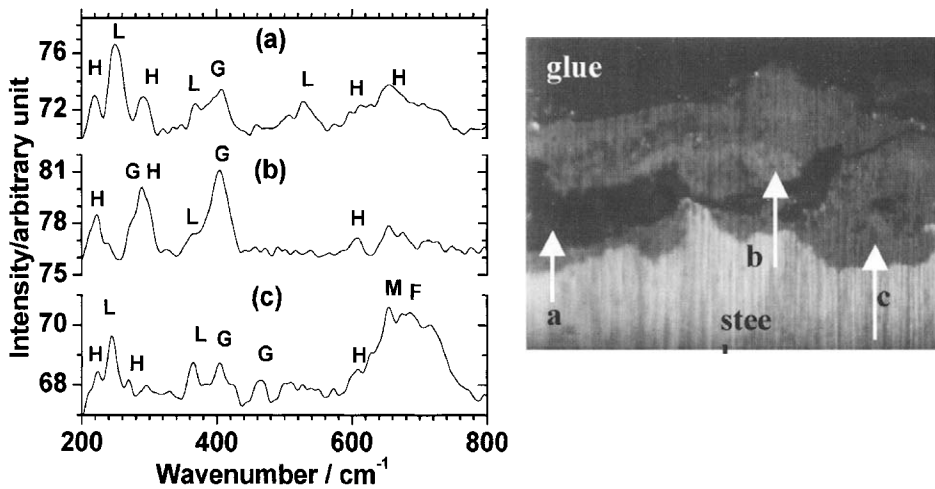 Intensity/arbitrary unit
76
72
(a)
H
L
H
L
G
L
H
H
81
78
75
(b)
H
G H
L
G
H
70
68
(c)
H
L
H
L
G
G
H
M
F
200 400 600 800
Wavenumber / cm⁻¹
glue
a
b
c
stee
l